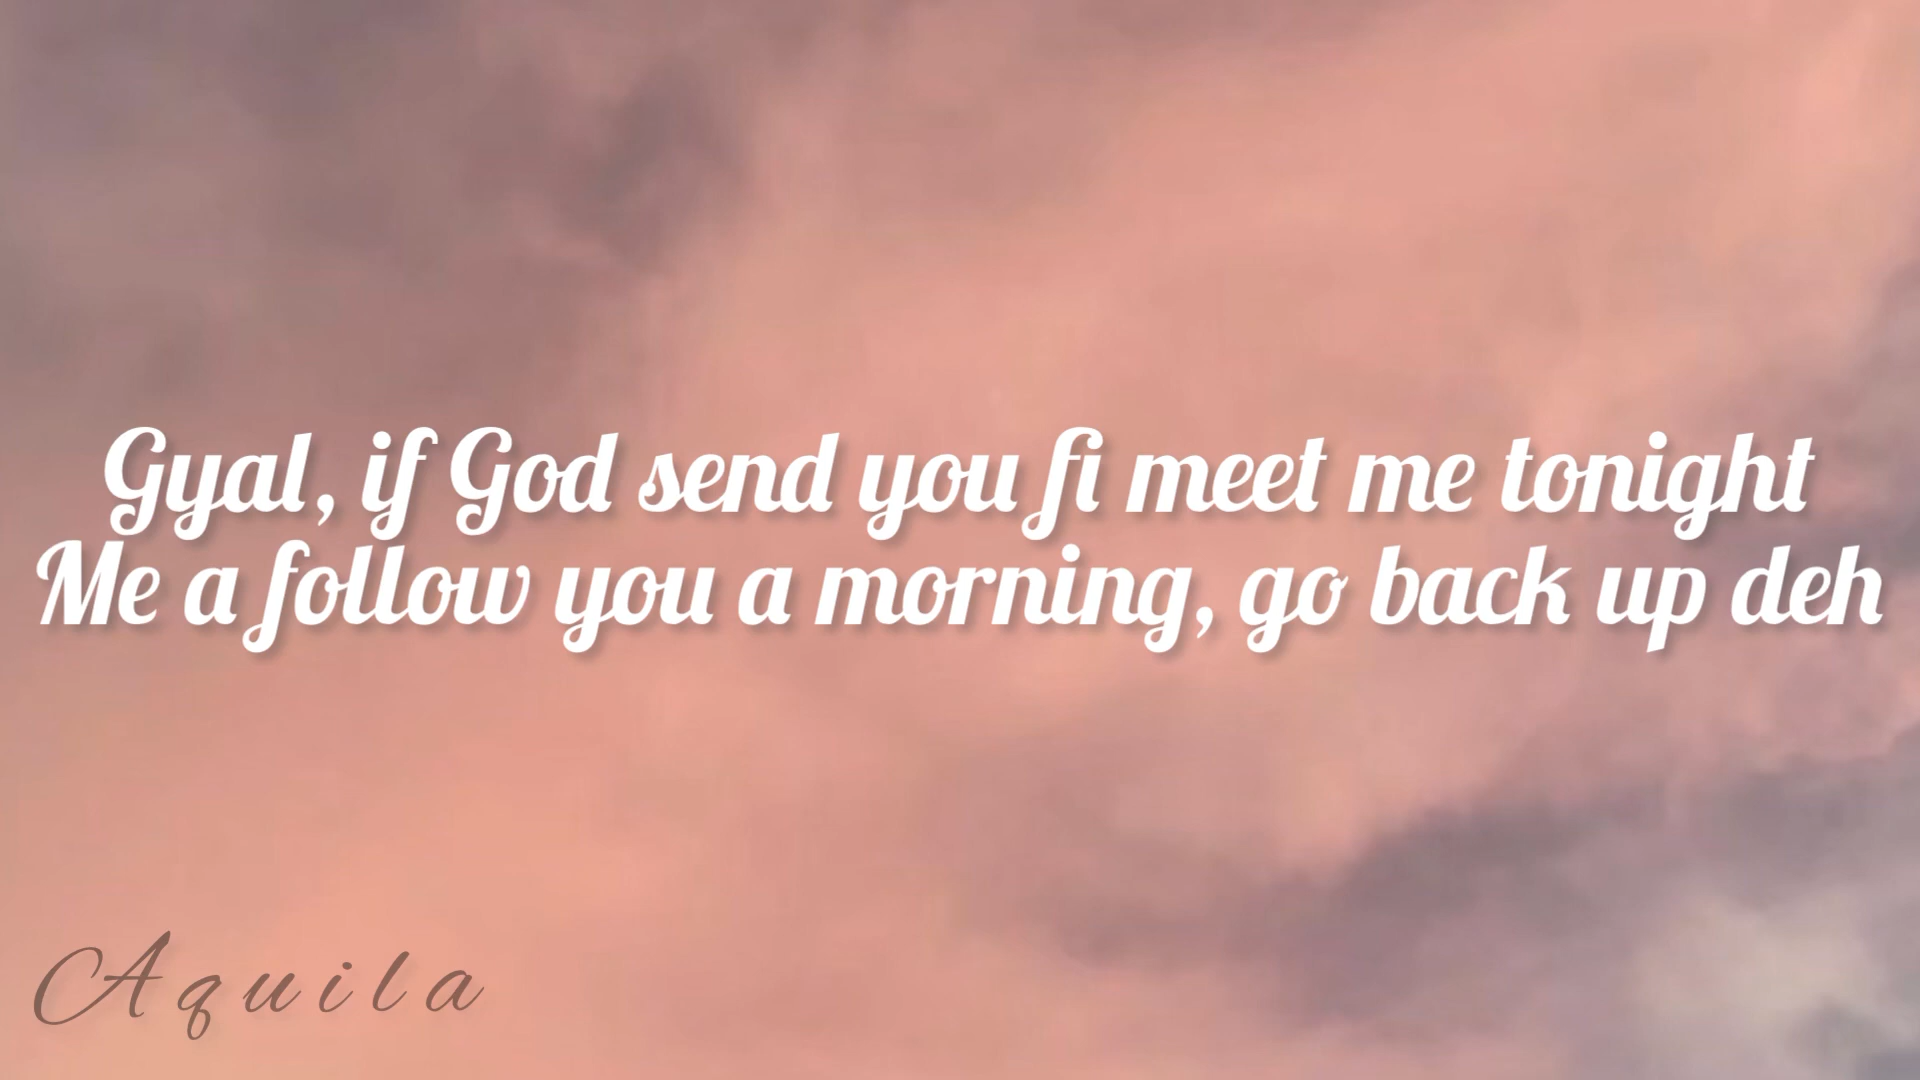 Gyal, if God send you fi meet me tonight
Me a follow you a morning, go back up deh
Aquila